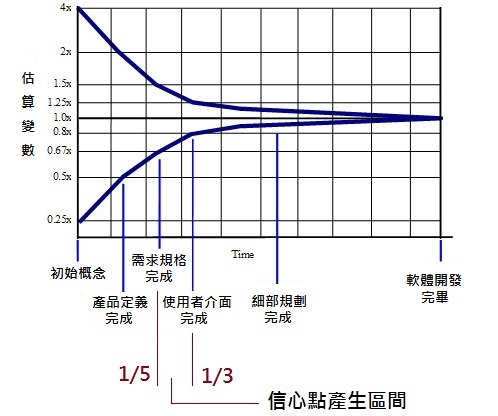 4x
2x
1.5x
1.25x
1.0x
0.8x
0.67x
0.5x
0.25x
估算變數
Time
初始概念
產品定義
完成
需求規格
完成
使用者介面
完成
細部規劃
完成
軟體開發
完畢
1/5
1/3
信心點產生區間